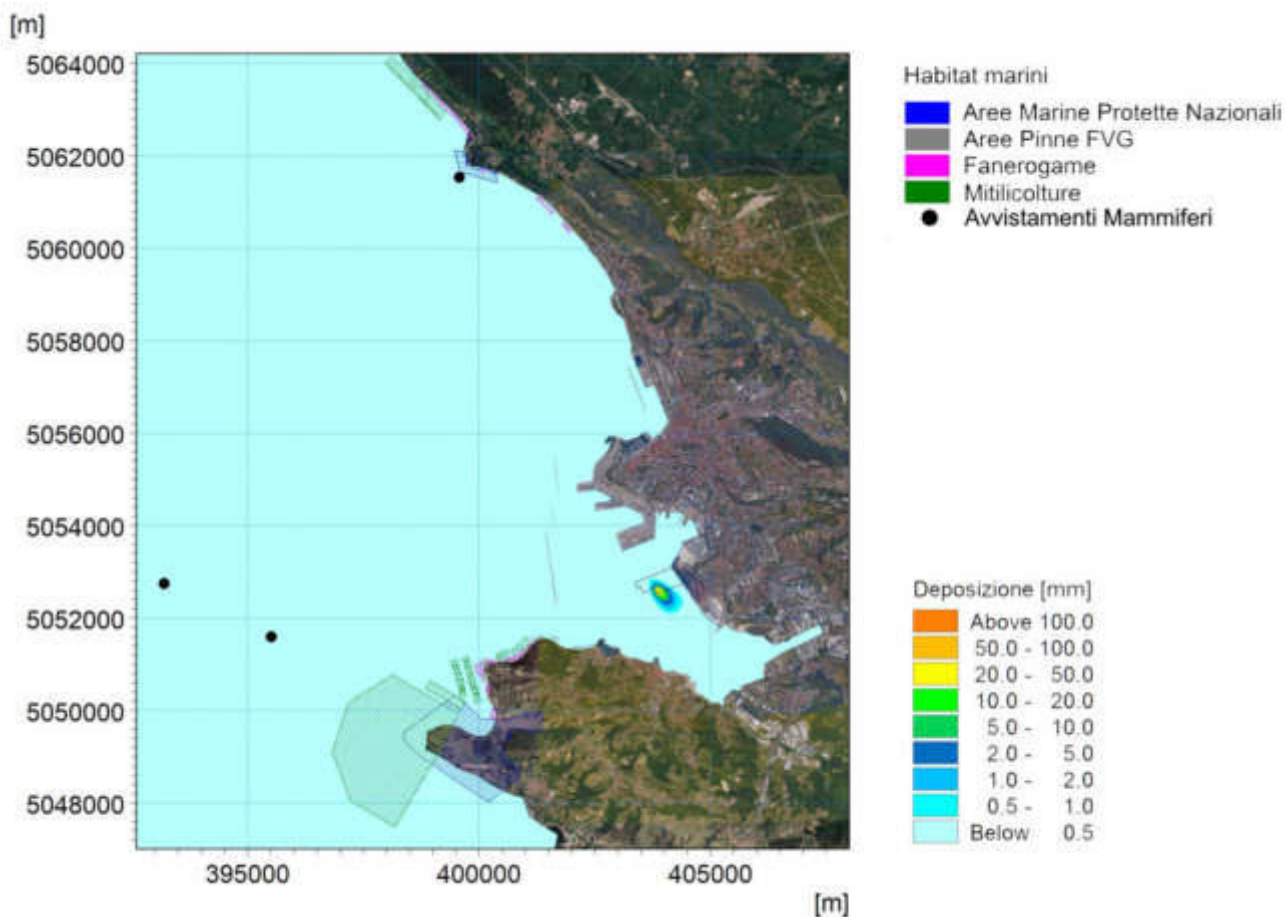 [m]
5064000
5062000
5060000
5058000
5056000
5054000
5052000
5050000
5048000
395000
400000
405000
[m]
Habitat marini
Aree Marine Protette Nazionali
Aree Pinne FVG
Fanerogame
Mitilicolture
Avvistamenti Mammiferi
Deposizione [mm]
Above 100.0
50.0 - 100.0
20.0 - 50.0
10.0 - 20.0
5.0 - 10.0
2.0 - 5.0
1.0 - 2.0
0.5 - 1.0
Below 0.5